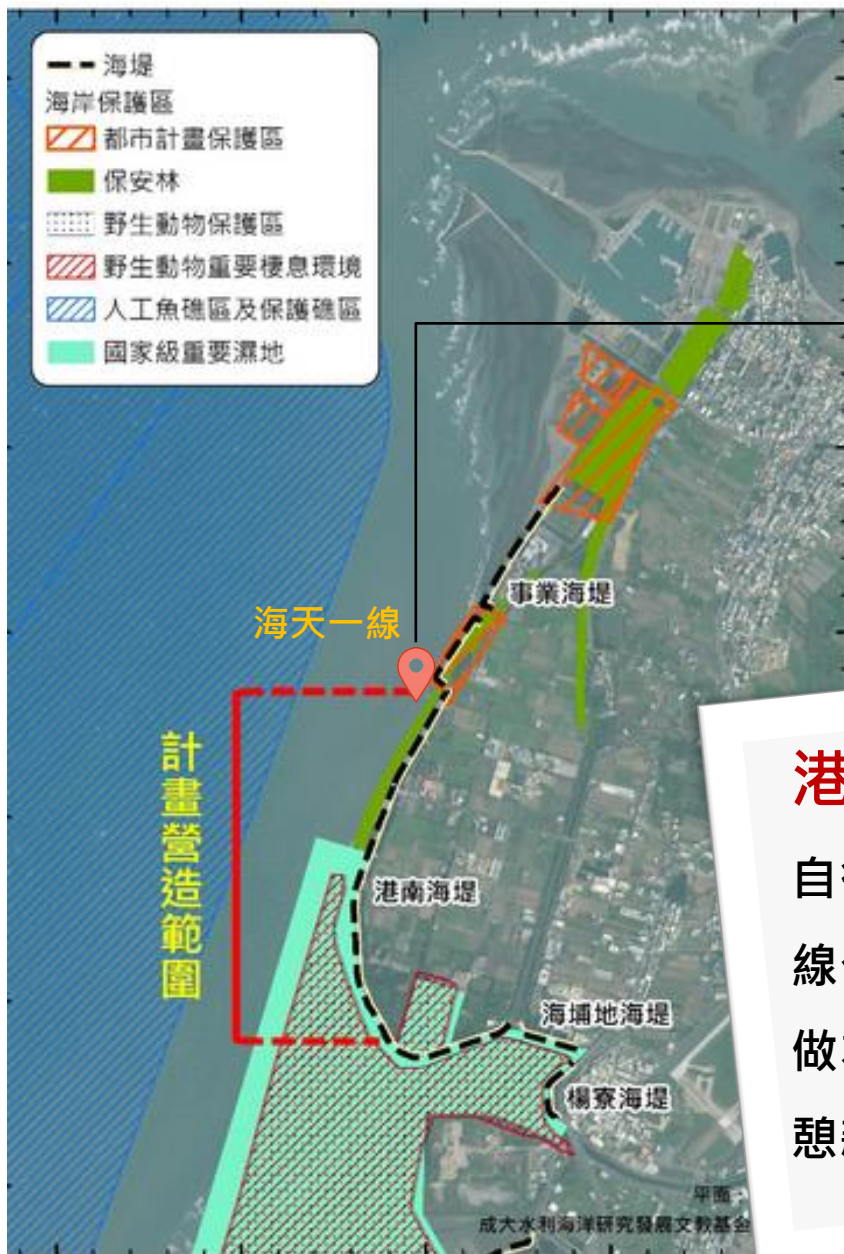 海堤
海岸保護區
都市計畫保護區
保安林
野生動物保護區
野生動物重要棲息環境
人工魚礁區及保護礁區
國家級重要濕地
事業海堤
海天一線
計畫營造範圍
港南海堤
海埔地海堤
楊寮海堤
港
自
線
做
憩
平面
成大水利海洋研究發展文教基金